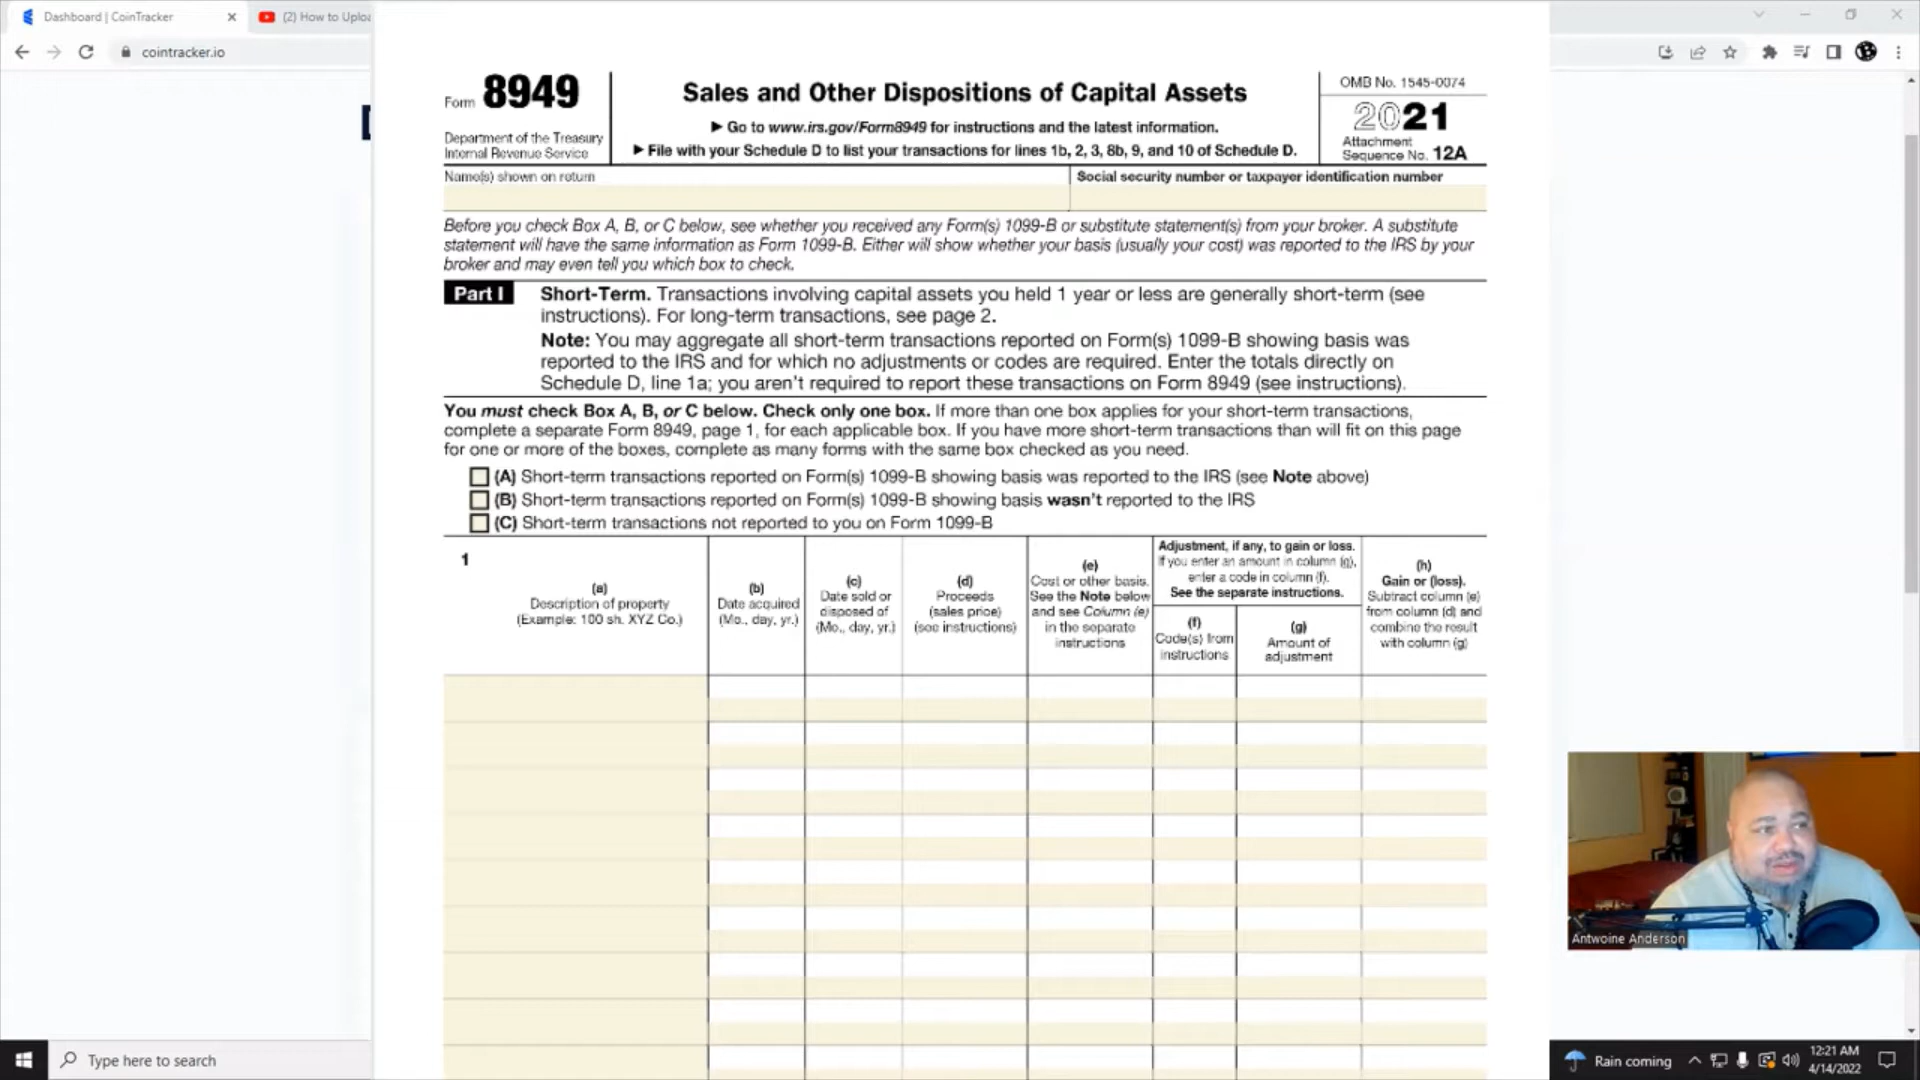 Dashboard | CoinTracker
(2) How to Uploa
cointracker.io
Form 8949
Department of the Treasury
Internal Revenue Service
Sales and Other Dispositions of Capital Assets
► Go to www.irs.gov/Form8949 for instructions and the latest information.
► File with your Schedule D to list your transactions for lines 1b, 2, 3, 8b, 9, and 10 of Schedule D.
OMB No. 1545-0074
2021
Attachment
Sequence No. 12A
Name(s) shown on return
Social security number or taxpayer identification number
Before you check Box A, B, or C below, see whether you received any Form(s) 1099-B or substitute statement(s) from your broker. A substitute
statement will have the same information as Form 1099-B. Either will show whether your basis (usually your cost) was reported to the IRS by your
broker and may even tell you which box to check.
Part I
Short-Term. Transactions involving capital assets you held 1 year or less are generally short-term (see
instructions). For long-term transactions, see page 2.
Note: You may aggregate all short-term transactions reported on Form(s) 1099-B showing basis was
reported to the IRS and for which no adjustments or codes are required. Enter the totals directly on
Schedule D, line 1a; you aren't required to report these transactions on Form 8949 (see instructions).
You must check Box A, B, or C below. Check only one box. If more than one box applies for your short-term transactions,
complete a separate Form 8949, page 1, for each applicable box. If you have more short-term transactions than will fit on this page
for one or more of the boxes, complete as many forms with the same box checked as you need.
(A) Short-term transactions reported on Form(s) 1099-B showing basis was reported to the IRS (see Note above)
(B) Short-term transactions reported on Form(s) 1099-B showing basis wasn't reported to the IRS
(C) Short-term transactions not reported to you on Form 1099-B
1
(a)
Description of property
(Example: 100 sh. XYZ Co.)
(b)
Date acquired
(Mo., day, yr.)
(c)
Date sold or
disposed of
(Mo., day, yr.)
(d)
Proceeds
(sales price)
(see instructions)
(e)
Cost or other basis.
See the Note below
and see Column (e)
in the separate
instructions
Adjustment, if any, to gain or loss.
If you enter an amount in column (g),
enter a code in column (f).
See the separate instructions.
(f)
Code(s) from
instructions
(g)
Amount of
adjustment
(h)
Gain or (loss).
Subtract column (e)
from column (d) and
combine the result
with column (g)
Antwoine Anderson
Type here to search
Rain coming
12:21 AM
4/14/2022